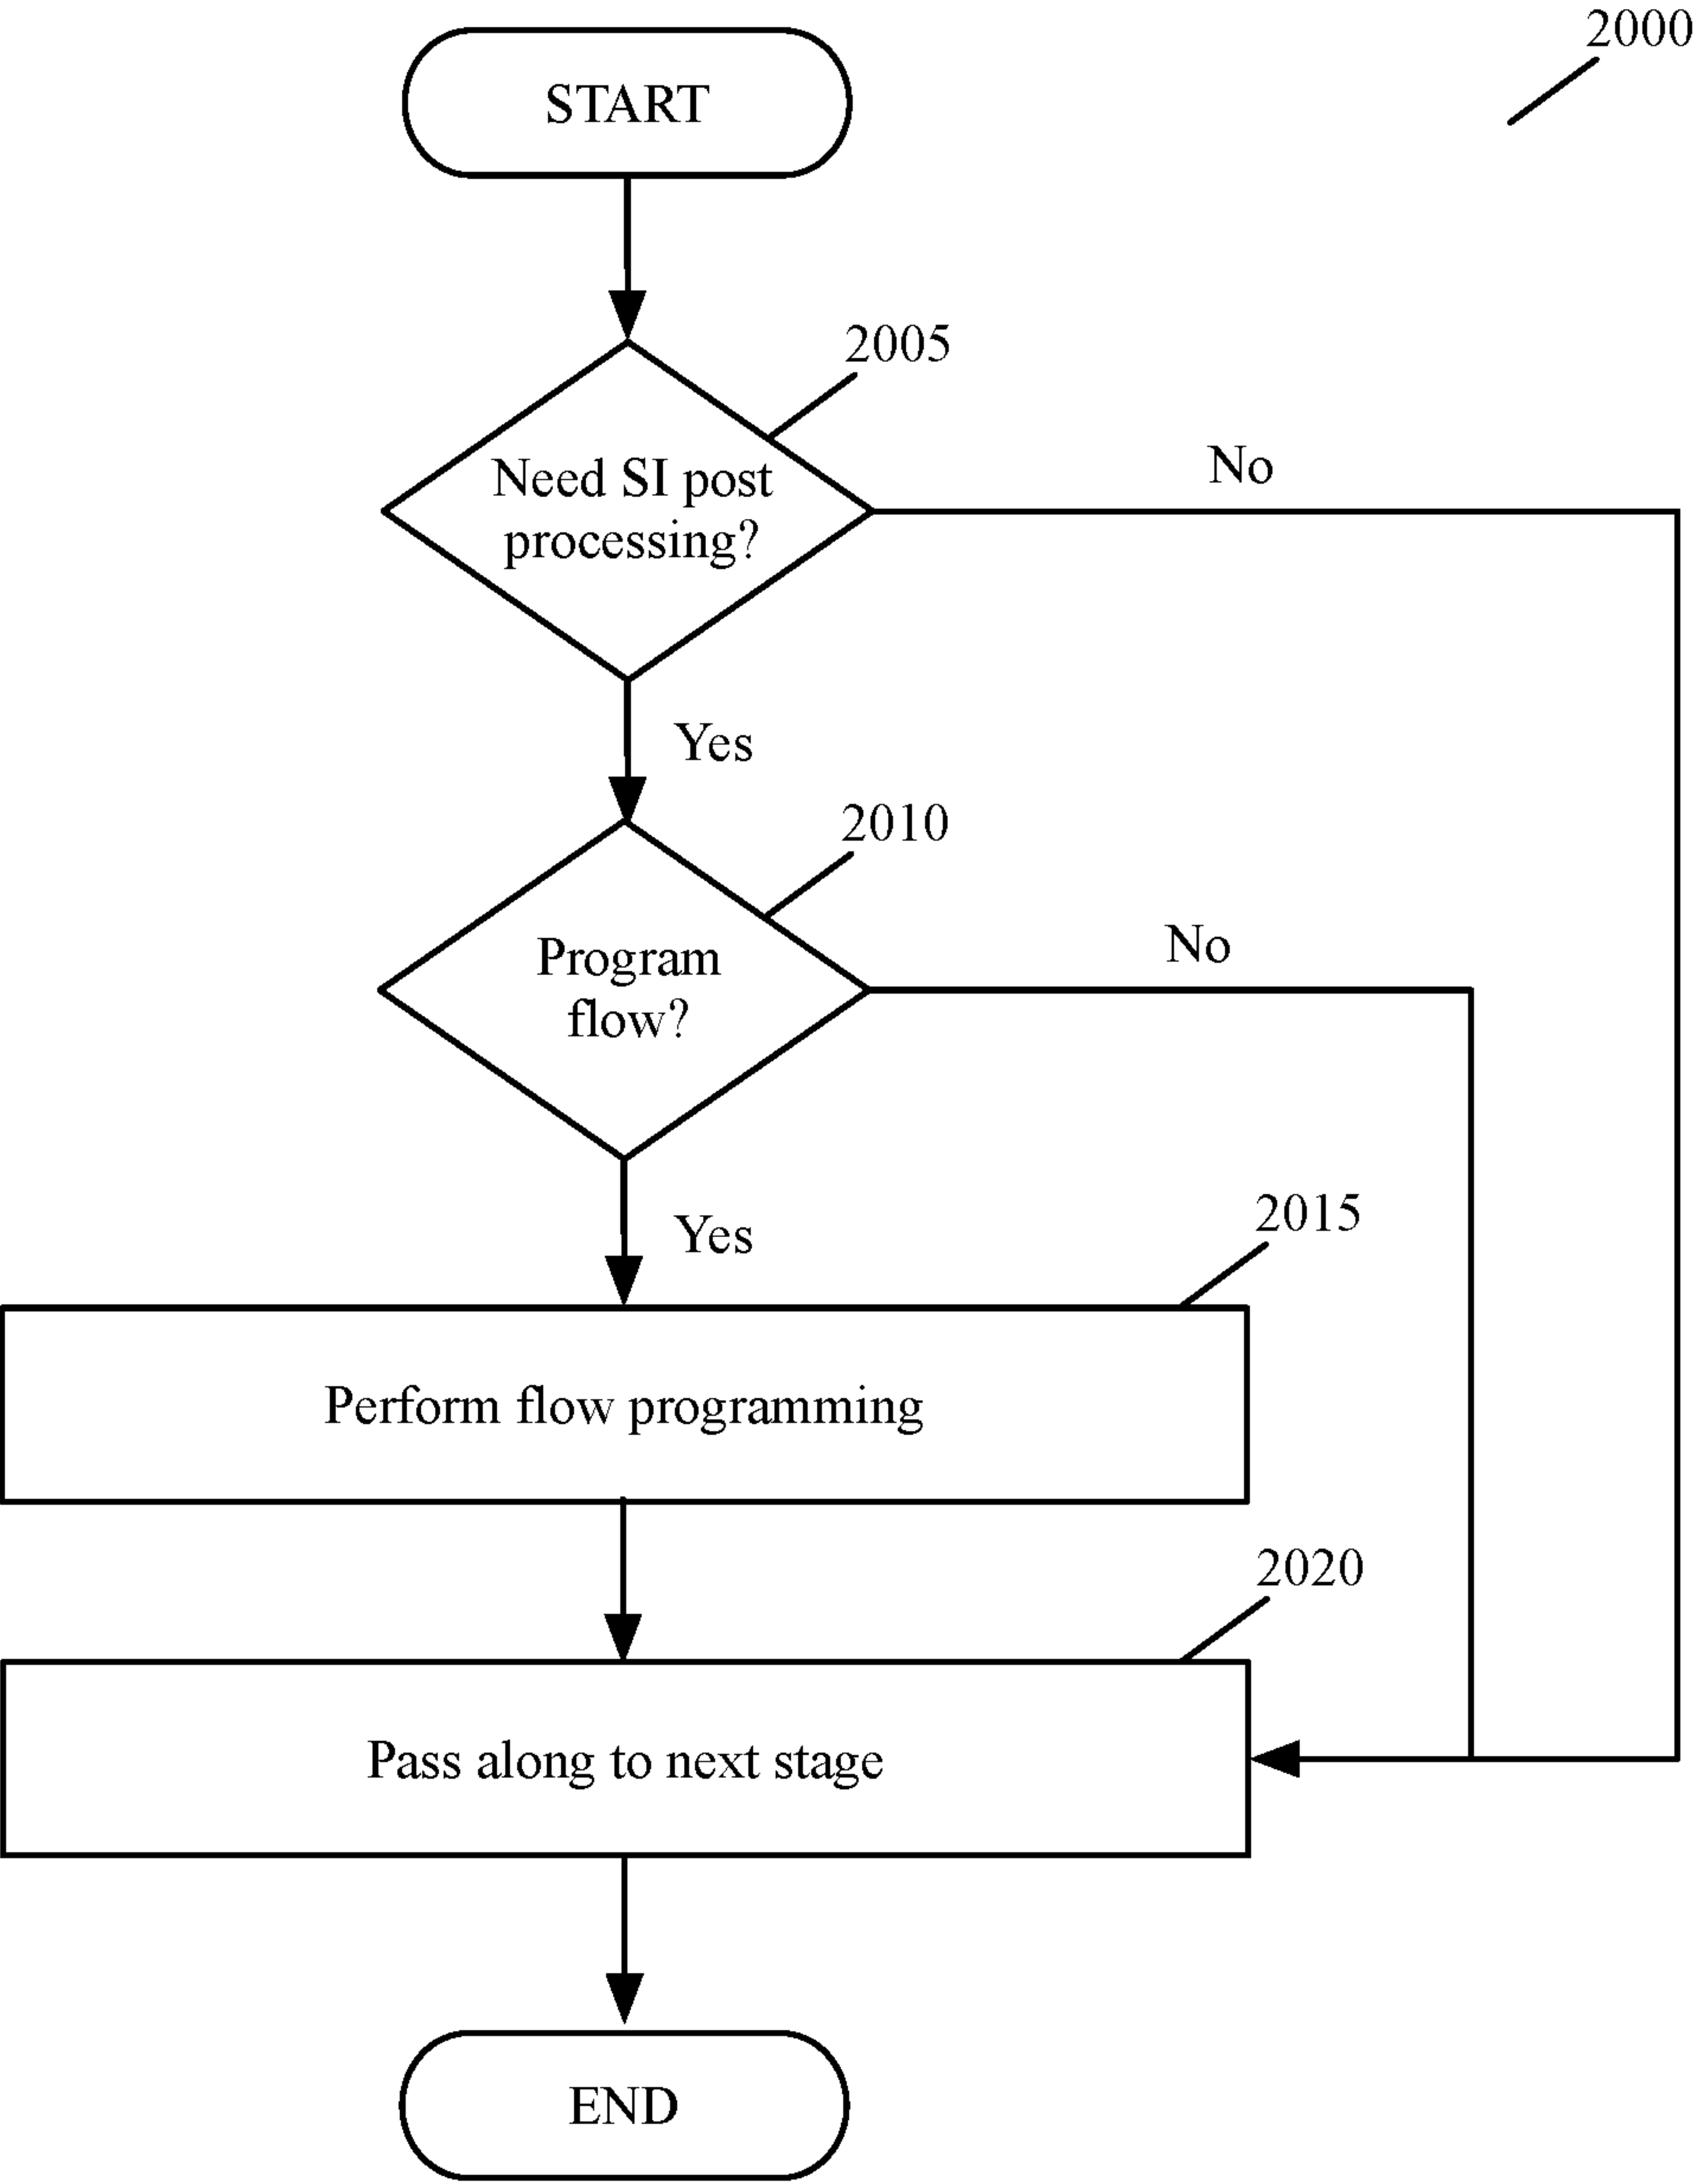 2000
START
2005
Need SI post
processing?
No
Yes
2010
Program
flow?
No
Yes
2015
Perform flow programming
2020
Pass along to next stage
END